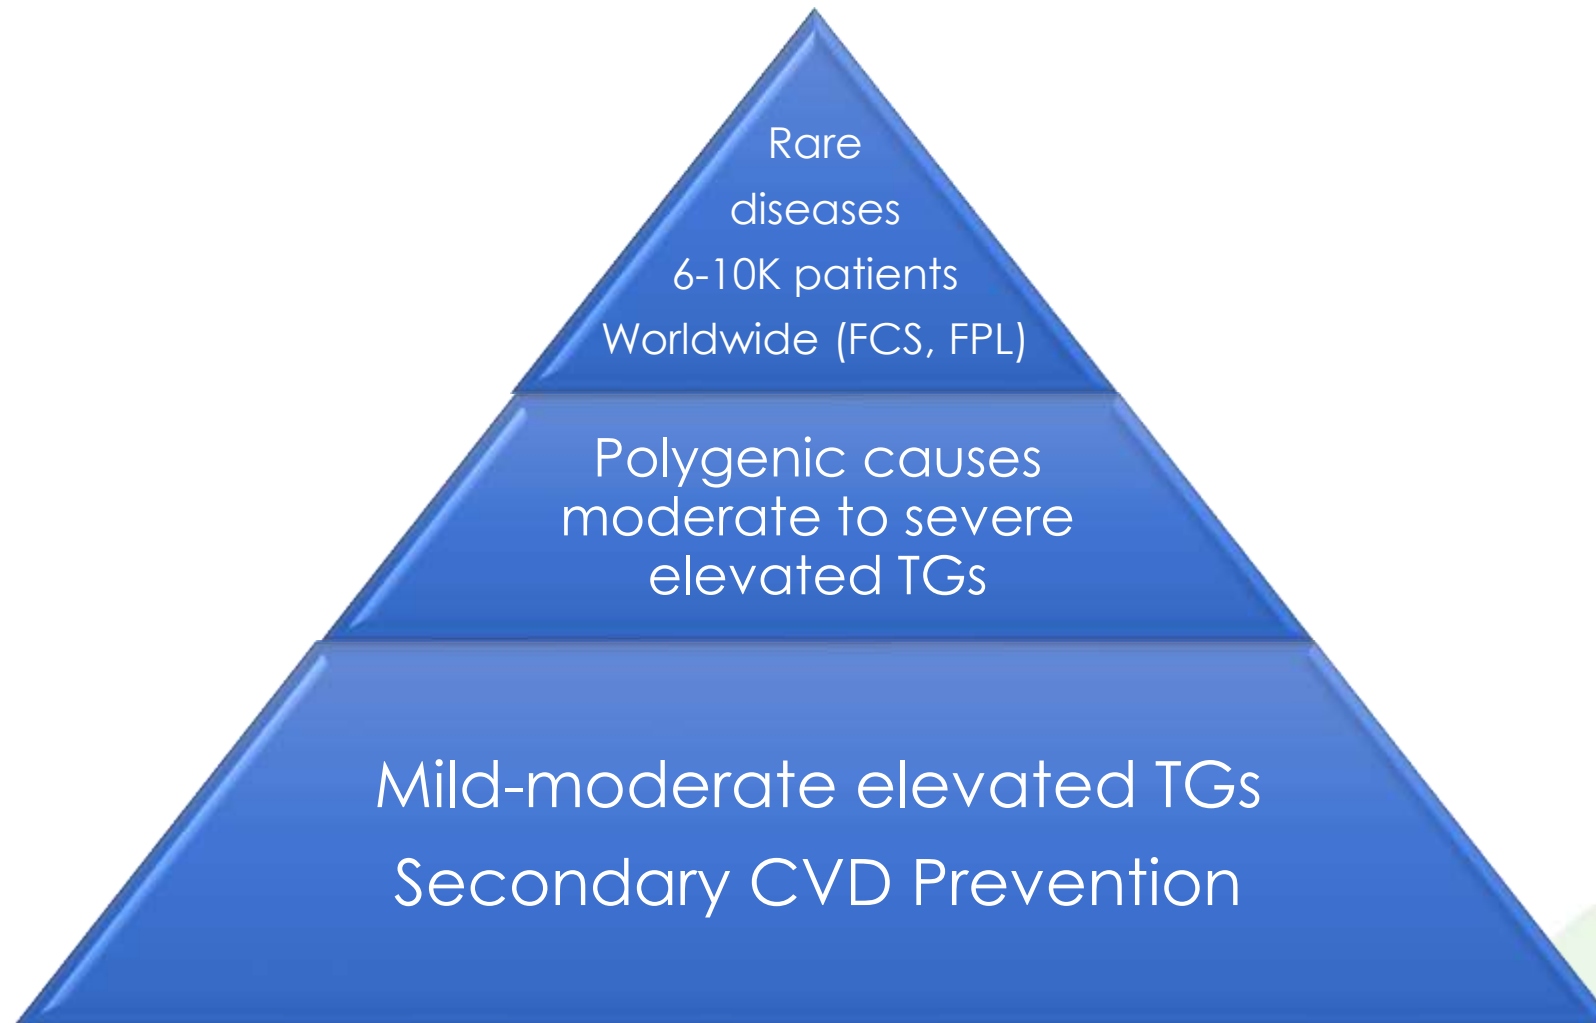 Rare
diseases
6-10K patients
Worldwide (FCS, FPL)
Polygenic causes
moderate to severe
elevated TGs
Mild-moderate elevated TGs
Secondary CVD Prevention